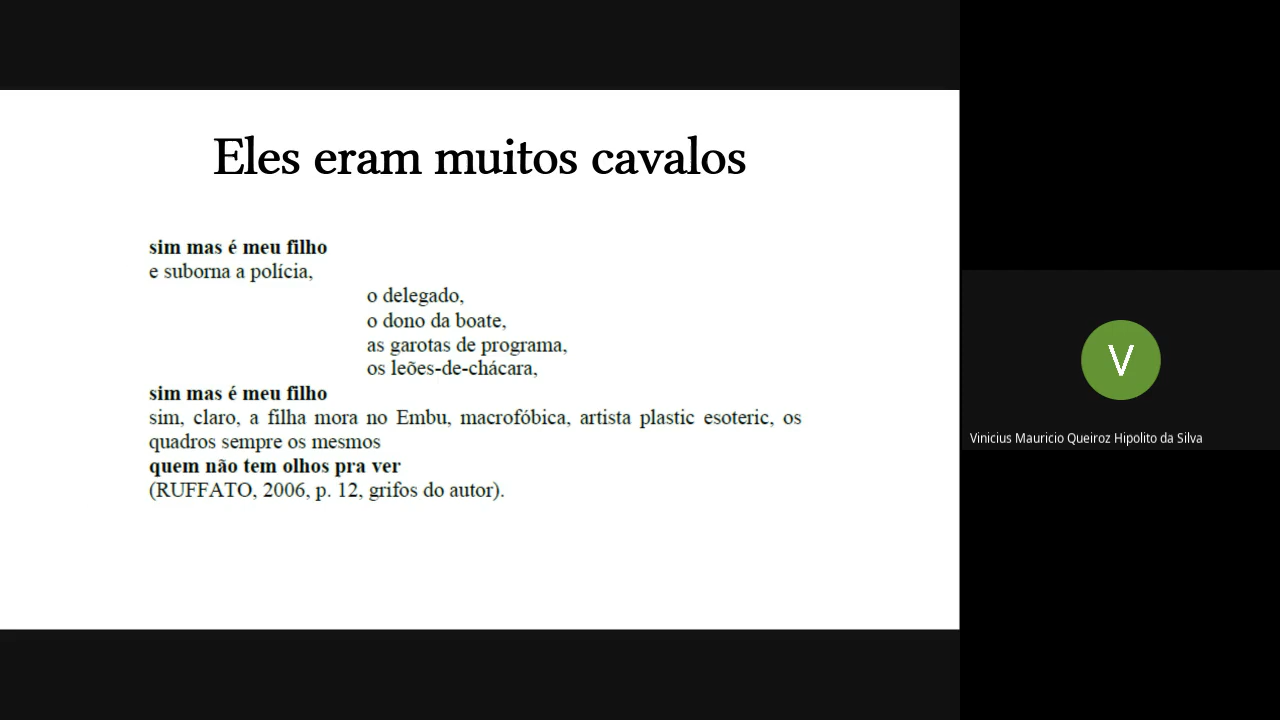 Eles eram muitos cavalos
sim mas é meu filho
e suborna a polícia,
o delegado,
o dono da boate,
as garotas de programa,
os leões-de-chácara,
sim mas é meu filho
sim, claro, a filha mora no Embu, macrofóbica, artista plastic esoteric, os
quadros sempre os mesmos
quem não tem olhos pra ver
(RUFFATO, 2006, p. 12, grifos do autor).
V
Vinicius Mauricio Queiroz Hipolito da Silva